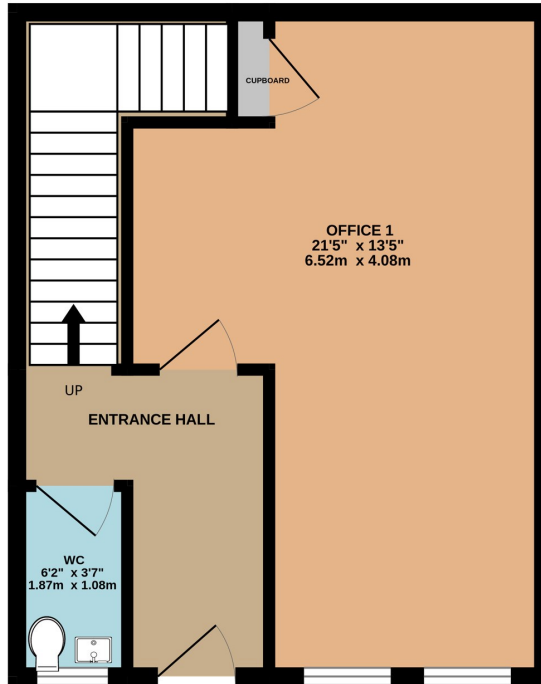 CUPBOARD
OFFICE 1
21'5" x 13'5"
6.52m x 4.08m
UP
ENTRANCE HALL
WC
6'2" x 3'7"
1.87m x 1.08m